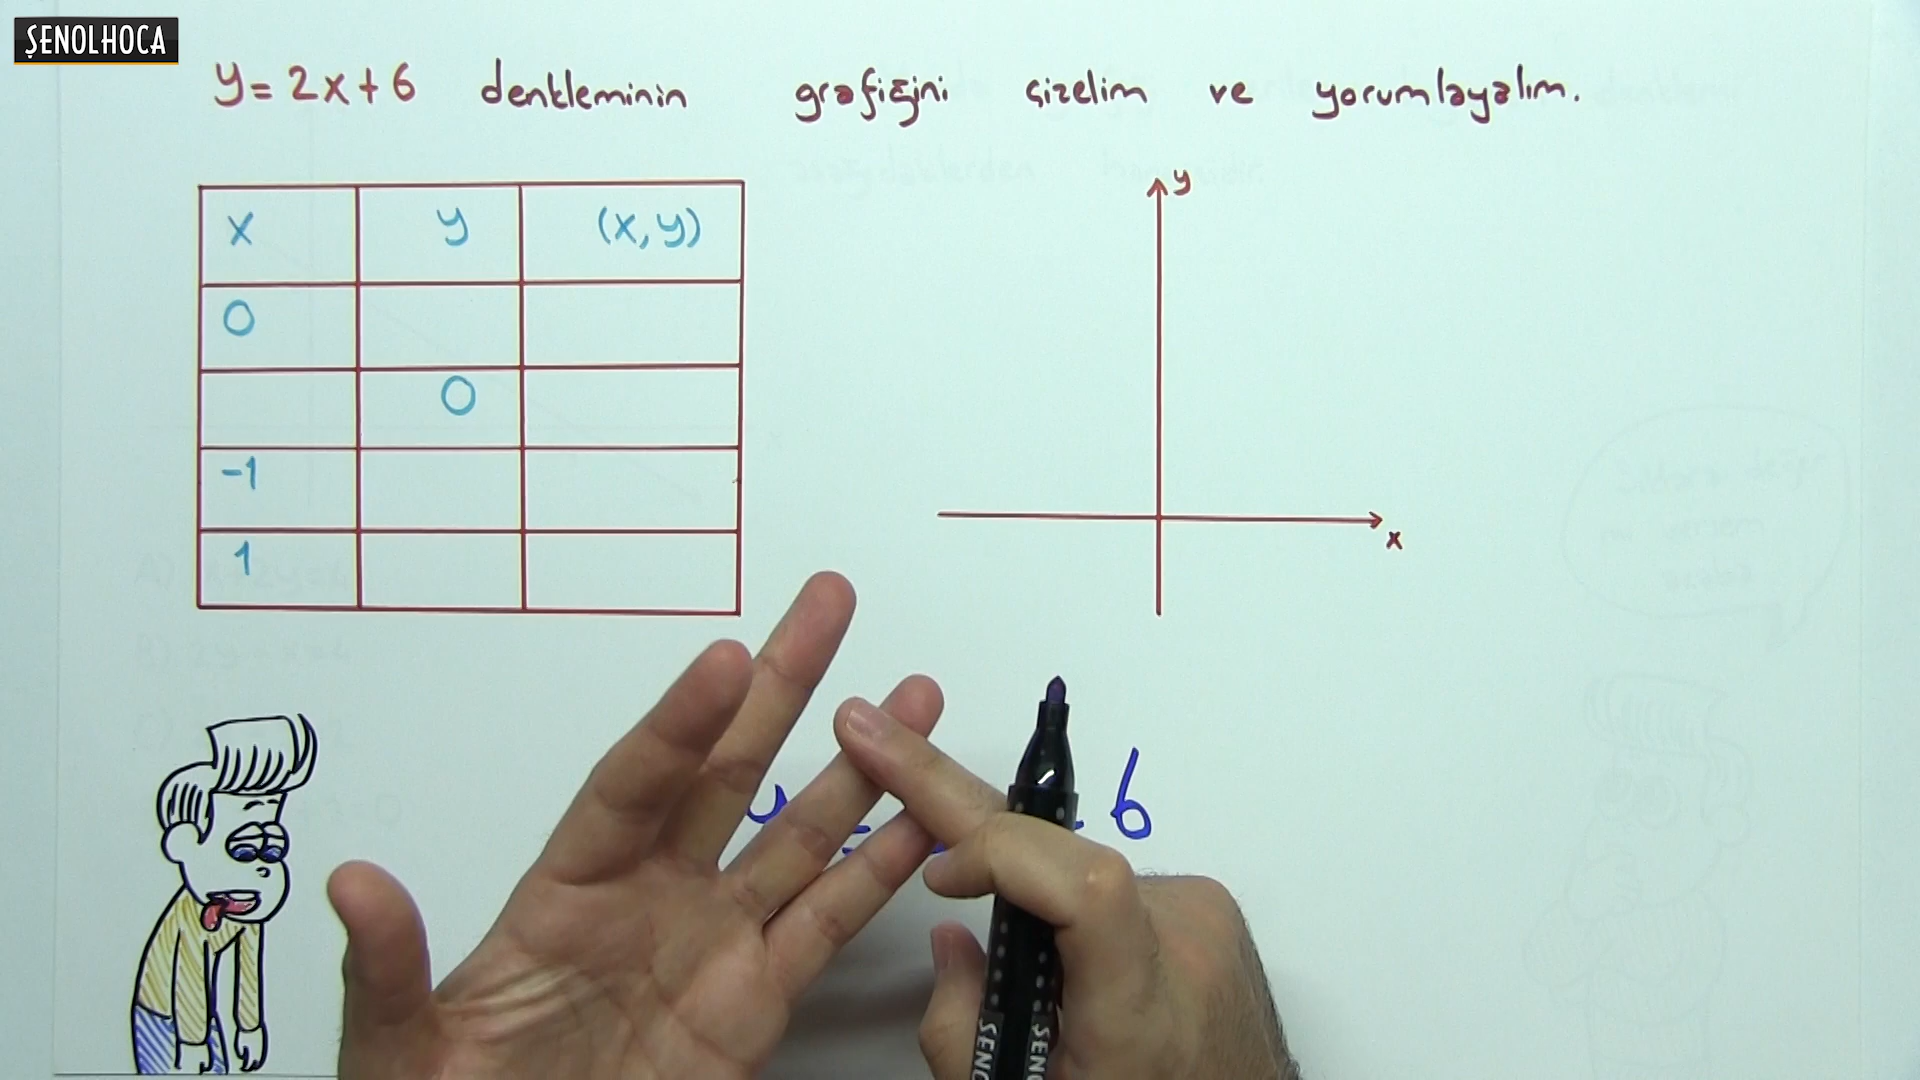 ŞENOLHOCA
y = 2x + 6 denkleminin grafiğini çizelim ve yorumlayalım.
x y (x, y)
0
0
-1
1
y
x
6
SENO
SENO